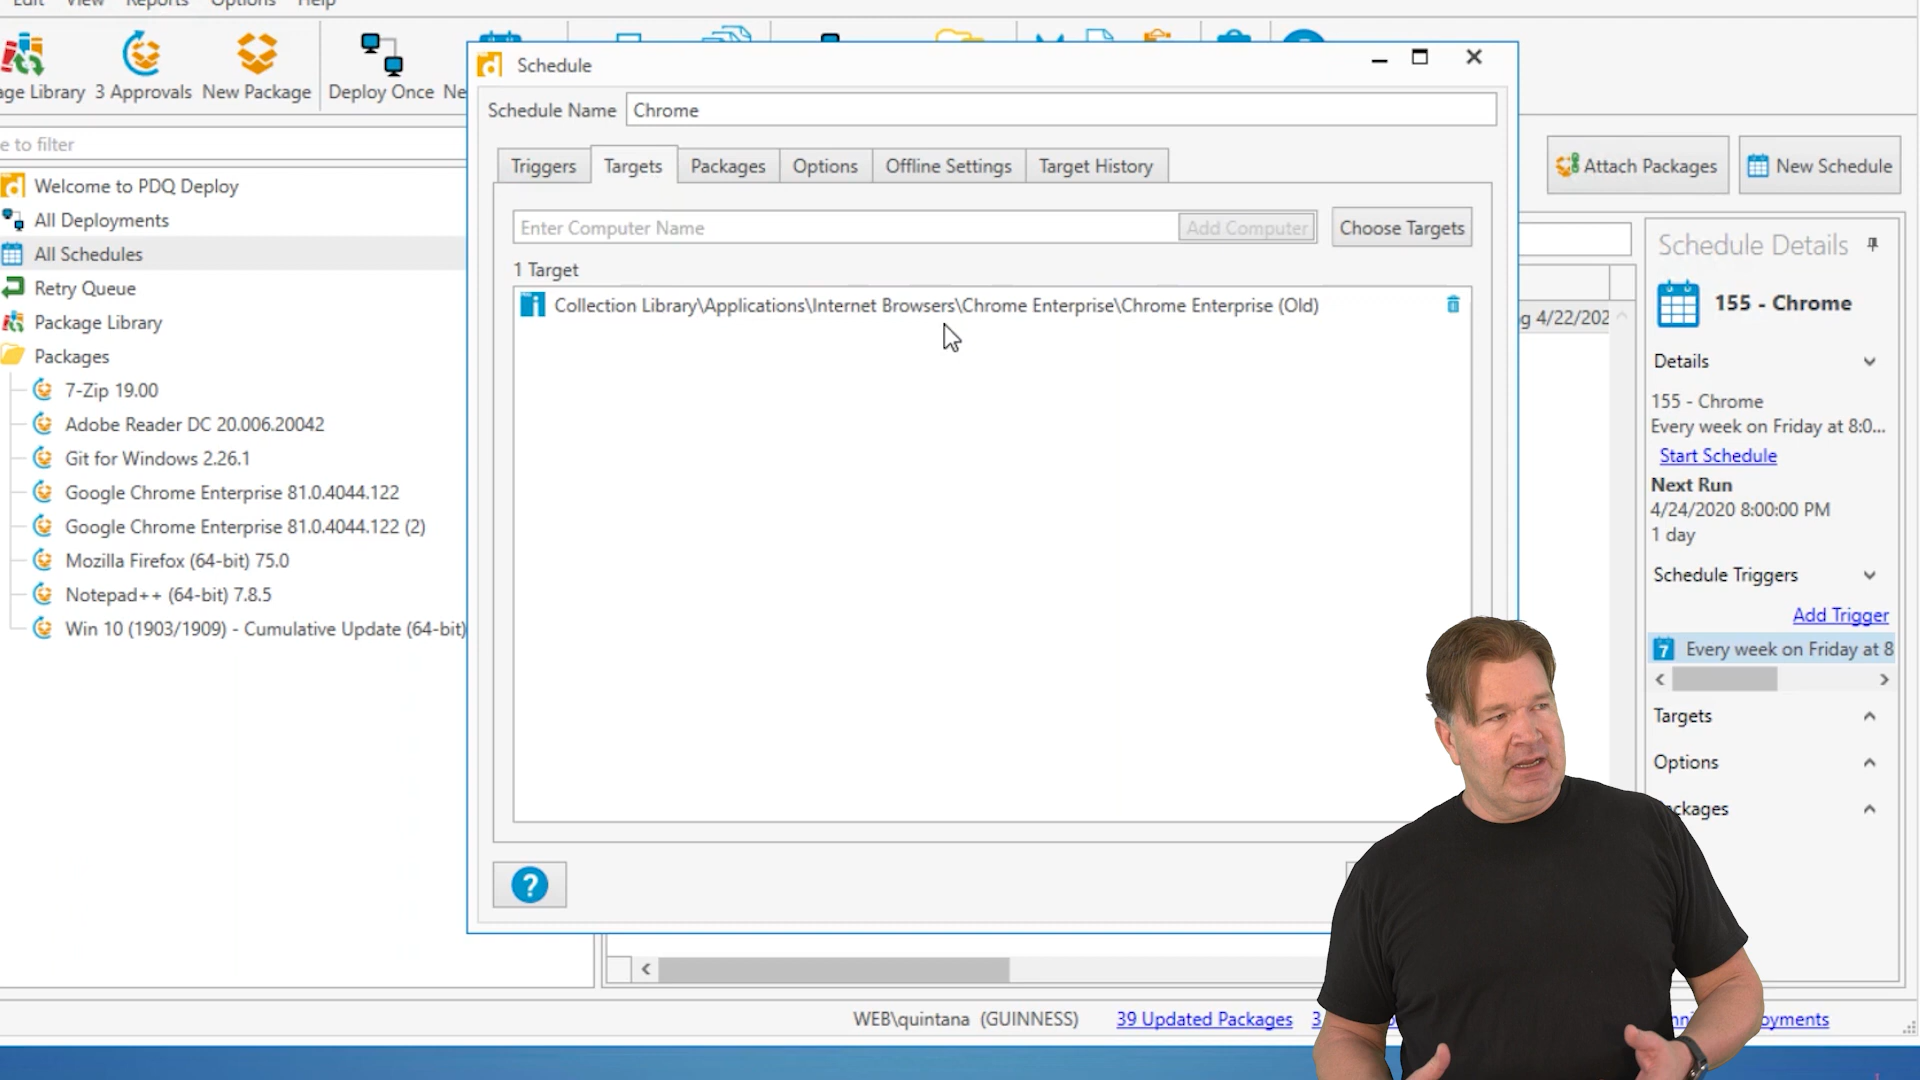 Edit View Reports Options Help
3 Approvals New Package Deploy Once
Library
Schedule
Schedule Name Chrome
Triggers Targets Packages Options Offline Settings Target History
Enter Computer Name Add Computer Choose Targets
1 Target
Collection Library\Applications\Internet Browsers\Chrome Enterprise\Chrome Enterprise (Old)
?
e to filter
Welcome to PDQ Deploy
All Deployments
All Schedules
Retry Queue
Package Library
Packages
7-Zip 19.00
Adobe Reader DC 20.006.20042
Git for Windows 2.26.1
Google Chrome Enterprise 81.0.4044.122
Google Chrome Enterprise 81.0.4044.122 (2)
Mozilla Firefox (64-bit) 75.0
Notepad++ (64-bit) 7.8.5
Win 10 (1903/1909) - Cumulative Update (64-bit)
Attach Packages New Schedule
g 4/22/202
Schedule Details
155 - Chrome
Details
155 - Chrome
Every week on Friday at 8:0...
Start Schedule
Next Run
4/24/2020 8:00:00 PM
1 day
Schedule Triggers
Add Trigger
7 Every week on Friday at 8
Targets
Options
ckages
WEB\quintana (GUINNESS) 39 Updated Packages 3
oyments